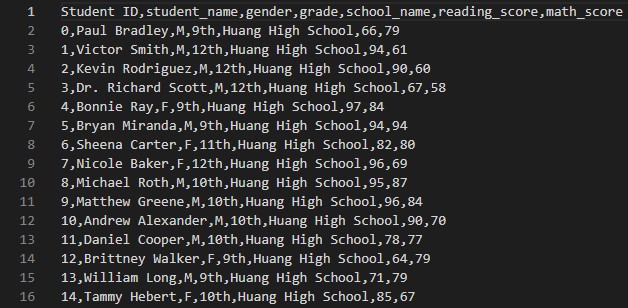 1 Student ID,student_name,gender,grade,school_name,reading_score,math_score
2 0,Paul Bradley,M,9th,Huang High School,66,79
3 1,Victor Smith,M,12th,Huang High School,94,61
4 2,Kevin Rodriguez,M,12th,Huang High School,90,60
5 3,Dr. Richard Scott,M,12th,Huang High School,67,58
6 4,Bonnie Ray,F,9th,Huang High School,97,84
7 5,Bryan Miranda,M,9th,Huang High School,94,94
8 6,Sheena Carter,F,11th,Huang High School,82,80
9 7,Nicole Baker,F,12th,Huang High School,96,69
10 8,Michael Roth,M,10th,Huang High School,95,87
11 9,Matthew Greene,M,10th,Huang High School,96,84
12 10,Andrew Alexander,M,10th,Huang High School,90,70
13 11,Daniel Cooper,M,10th,Huang High School,78,77
14 12,Brittney Walker,F,9th,Huang High School,64,79
15 13,William Long,M,9th,Huang High School,71,79
16 14,Tammy Hebert,F,10th,Huang High School,85,67